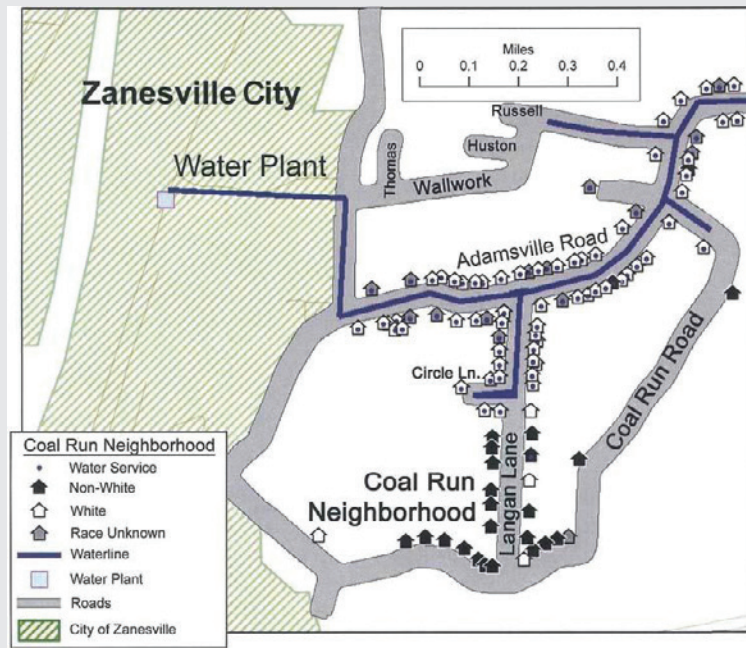 Miles
0 0.1 0.2 0.3 0.4
Zanesville City
Russell
Huston
Thomas
Water Plant
Wallwork
Adamsville Road
Circle Ln.
Coal Run Road
Langan Lane
Coal Run
Neighborhood
Coal Run Neighborhood
Water Service
Non-White
White
Race Unknown
Waterline
Water Plant
Roads
City of Zanesville